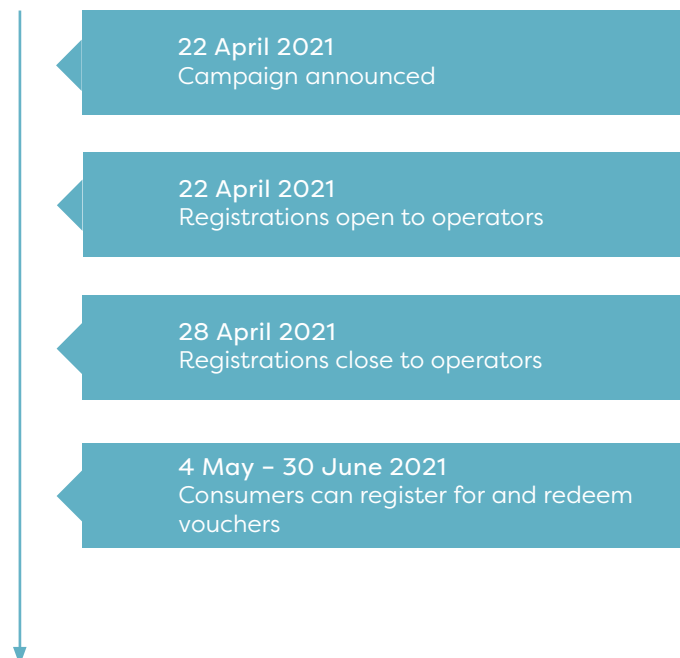 22 April 2021
Campaign announced
22 April 2021
Registrations open to operators
28 April 2021
Registrations close to operators
4 May – 30 June 2021
Consumers can register for and redeem
vouchers